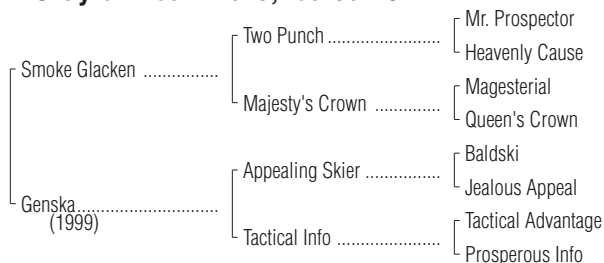 Mr. Prospector
Two Punch ........................
Heavenly Cause
Smoke Glacken ................
Magesterial
Majesty's Crown ..............
Queen's Crown
Baldski
Appealing Skier ................
Jealous Appeal
Genska..............................
(1999)
Tactical Advantage
Tactical Info ......................
Prosperous Info